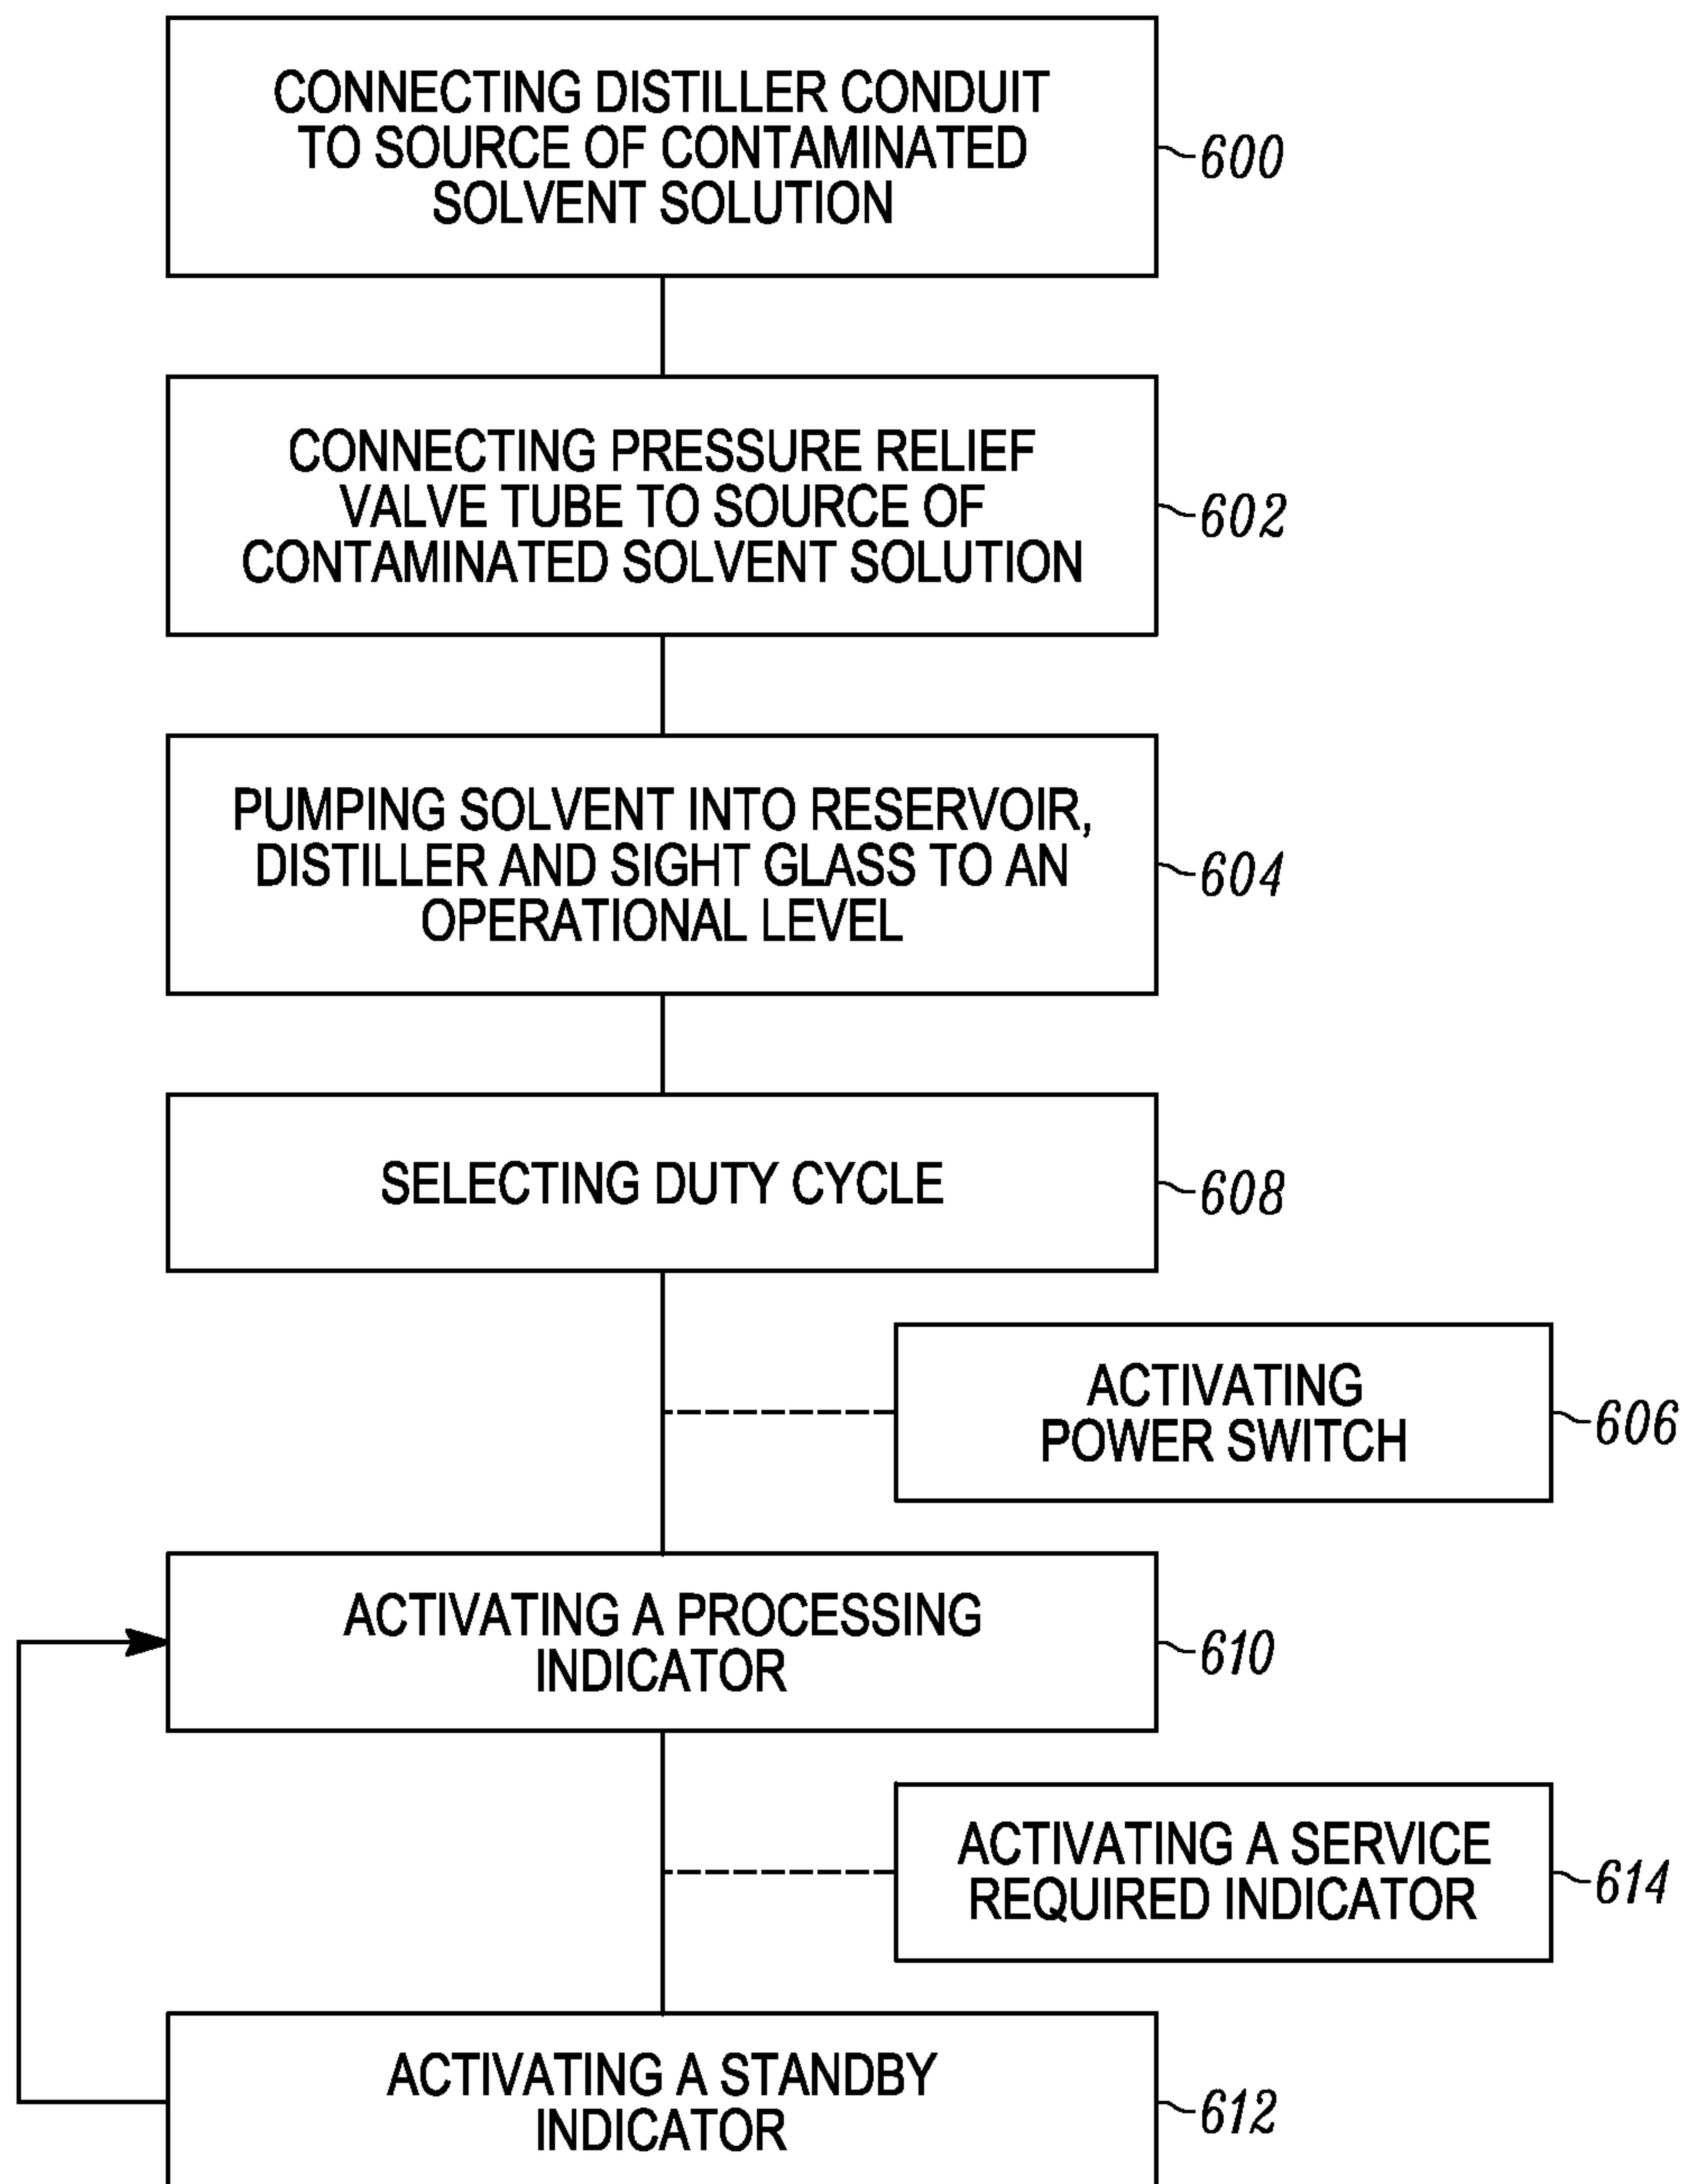 CONNECTING DISTILLER CONDUIT
TO SOURCE OF CONTAMINATED
SOLVENT SOLUTION
600
CONNECTING PRESSURE RELIEF
VALVE TUBE TO SOURCE OF
CONTAMINATED SOLVENT SOLUTION
602
PUMPING SOLVENT INTO RESERVOIR,
DISTILLER AND SIGHT GLASS TO AN
OPERATIONAL LEVEL
604
SELECTING DUTY CYCLE
608
ACTIVATING
POWER SWITCH
606
ACTIVATING A PROCESSING
INDICATOR
610
ACTIVATING A SERVICE
REQUIRED INDICATOR
614
ACTIVATING A STANDBY
INDICATOR
612